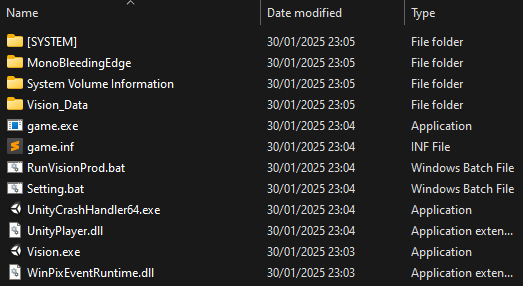 Name Date modified Type
[SYSTEM] 30/01/2025 23:05 File folder
MonoBleedingEdge 30/01/2025 23:05 File folder
System Volume Information 30/01/2025 23:05 File folder
Vision_Data 30/01/2025 23:05 File folder
game.exe 30/01/2025 23:04 Application
game.inf 30/01/2025 23:04 INF File
RunVisionProd.bat 30/01/2025 23:04 Windows Batch File
Setting.bat 30/01/2025 23:04 Windows Batch File
UnityCrashHandler64.exe 30/01/2025 23:04 Application
UnityPlayer.dll 30/01/2025 23:04 Application exten...
Vision.exe 30/01/2025 23:03 Application
WinPixEventRuntime.dll 30/01/2025 23:03 Application exten...